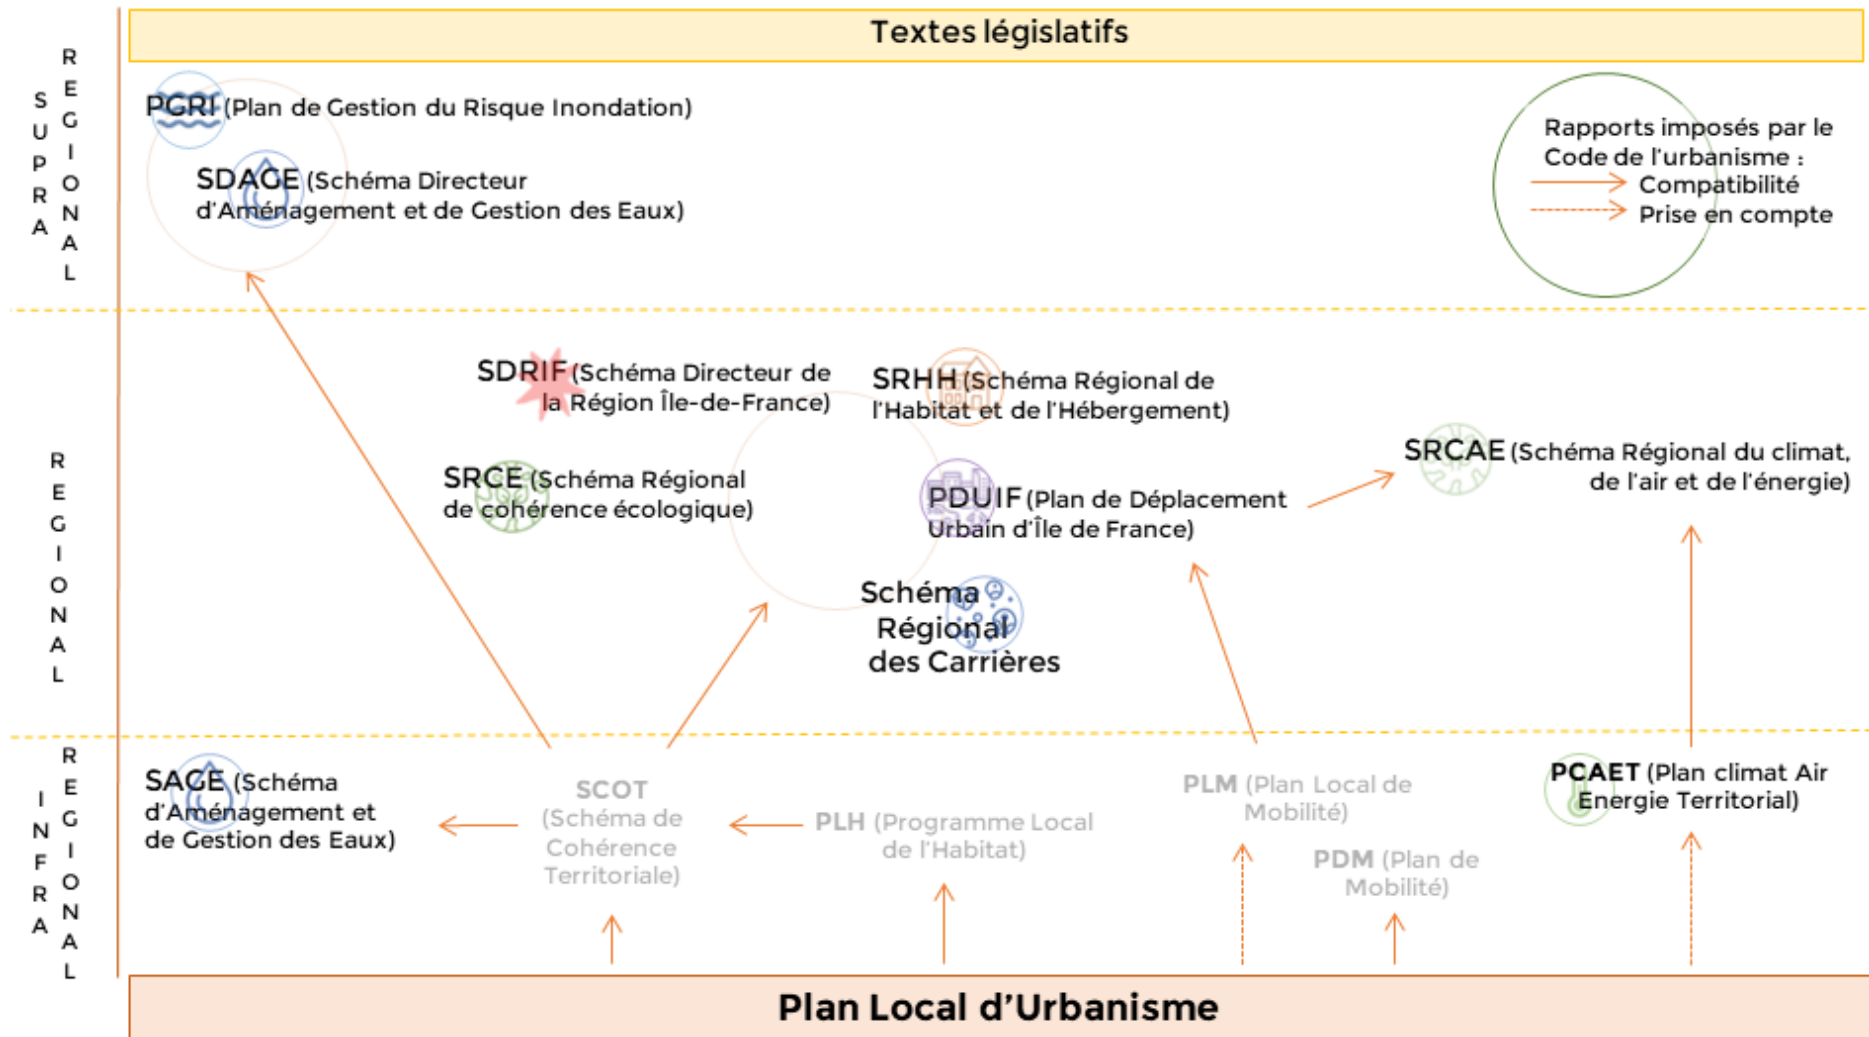 Textes législatifs
SUPRA
REGIONAL
PGRI (Plan de Gestion du Risque Inondation)
SDAGE (Schéma Directeur
d'Aménagement et de Gestion des Eaux)
Rapports imposés par le
Code de l'urbanisme :
Compatibilité
Prise en compte
REGIONAL
SDRIF (Schéma Directeur de
la Région Île-de-France)
SRHH (Schéma Régional de
l'Habitat et de l'Hébergement)
SRCAE (Schéma Régional du climat,
de l'air et de l'énergie)
SRCE (Schéma Régional
de cohérence écologique)
PDUIF (Plan de Déplacement
Urbain d'Île de France)
Schéma
Régional
des Carrières
INFRA
REGIONAL
SAGE (Schéma
d'Aménagement et
de Gestion des Eaux)
SCOT
(Schéma de
Cohérence
Territoriale)
PLH (Programme Local
de l'Habitat)
PLM (Plan Local de
Mobilité)
PDM (Plan de
Mobilité)
PCAET (Plan climat Air
Energie Territorial)
Plan Local d'Urbanisme